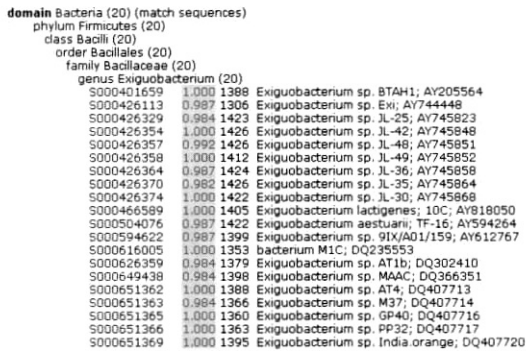 domain Bacteria (20) (match sequences)
phylum Firmicutes (20)
class Bacilli (20)
order Bacillales (20)
family Bacillaceae (20)
genus Exiguobacterium (20)
S000401659 1.000 1388 Exiguobacterium sp. BTAH1; AY205564
S000426113 0.987 1306 Exiguobacterium sp. Exi; AY744448
S000426329 0.984 1423 Exiguobacterium sp. JL-25; AY745823
S000426354 1.000 1426 Exiguobacterium sp. JL-42; AY745848
S000426357 0.992 1426 Exiguobacterium sp. JL-48; AY745851
S000426358 1.000 1412 Exiguobacterium sp. JL-49; AY745852
S000426364 0.987 1424 Exiguobacterium sp. JL-36; AY745858
S000426370 0.982 1426 Exiguobacterium sp. JL-35; AY745864
S000426374 1.000 1422 Exiguobacterium sp. JL-30; AY745868
S000466589 1.000 1405 Exiguobacterium lactigenes; 10C; AY818050
S000504076 0.987 1422 Exiguobacterium aestuarii; TF-16; AY594264
S000594622 0.987 1399 Exiguobacterium sp. 9IX/A01/159; AY612767
S000616005 1.000 1353 bacterium M1C; DQ235553
S000626359 0.984 1379 Exiguobacterium sp. AT1b; DQ302410
S000649438 0.984 1398 Exiguobacterium sp. MAAC; DQ366351
S000651362 1.000 1388 Exiguobacterium sp. AT4; DQ407713
S000651363 0.984 1366 Exiguobacterium sp. M37; DQ407714
S000651365 1.000 1360 Exiguobacterium sp. GP40; DQ407716
S000651366 1.000 1363 Exiguobacterium sp. PP32; DQ407717
S000651369 1.000 1395 Exiguobacterium sp. India.orange; DQ407720